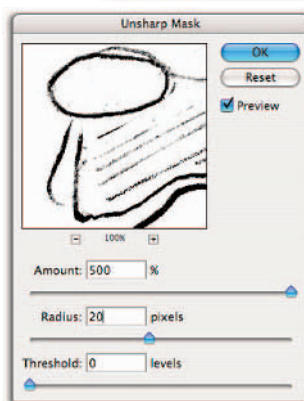 Unsharp Mask
OK
Reset
Preview
100%
Amount: 500 %
Radius: 20 pixels
Threshold: 0 levels